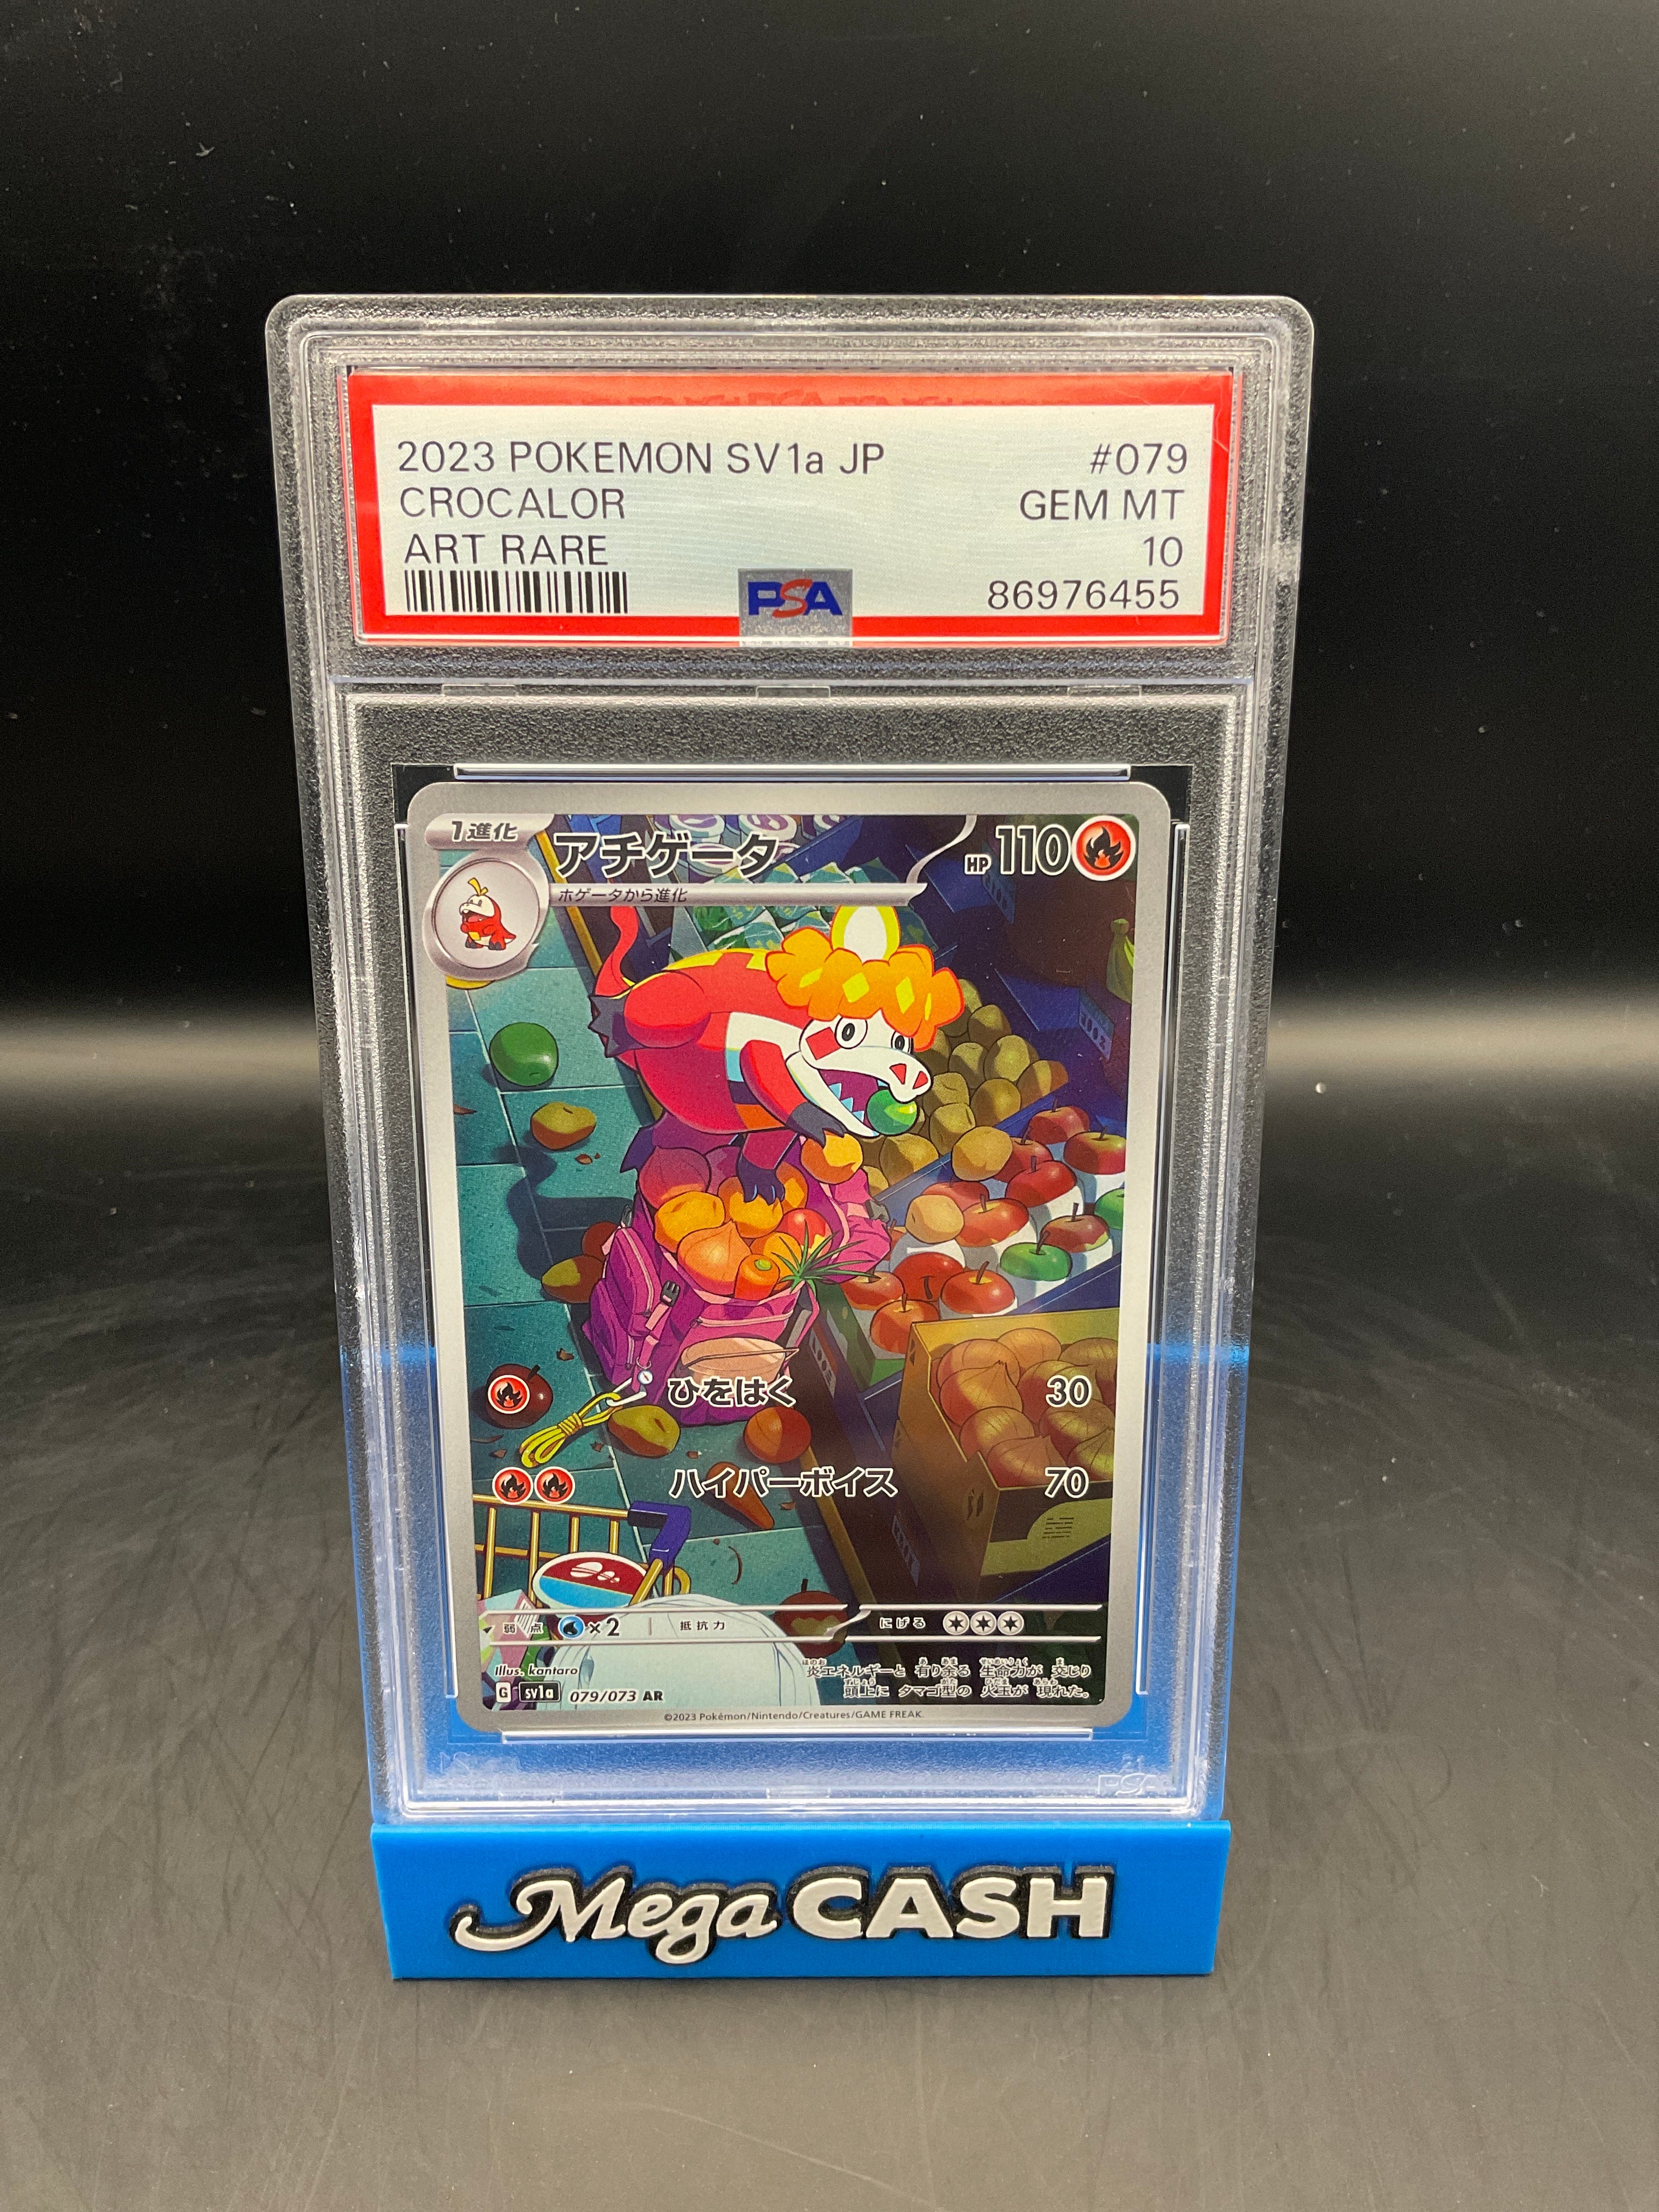 2023 POKEMON SV1a JP #079
CROCALOR GEM MT
ART RARE 10
PSA 86976455
1進化 アチゲータ HP 110
ホゲータから進化
ひをはく 30
ハイパーボイス 70
弱点 ×2 抵抗力 にげる
Illus. kantaro
炎エネルギーと 有り余る 生命力が 交じり
頭上に タマゴ型の 火玉が 現れた。
G sv1a 079/073 AR
©2023 Pokémon/Nintendo/Creatures/GAME FREAK.
PSA
Mega CASH